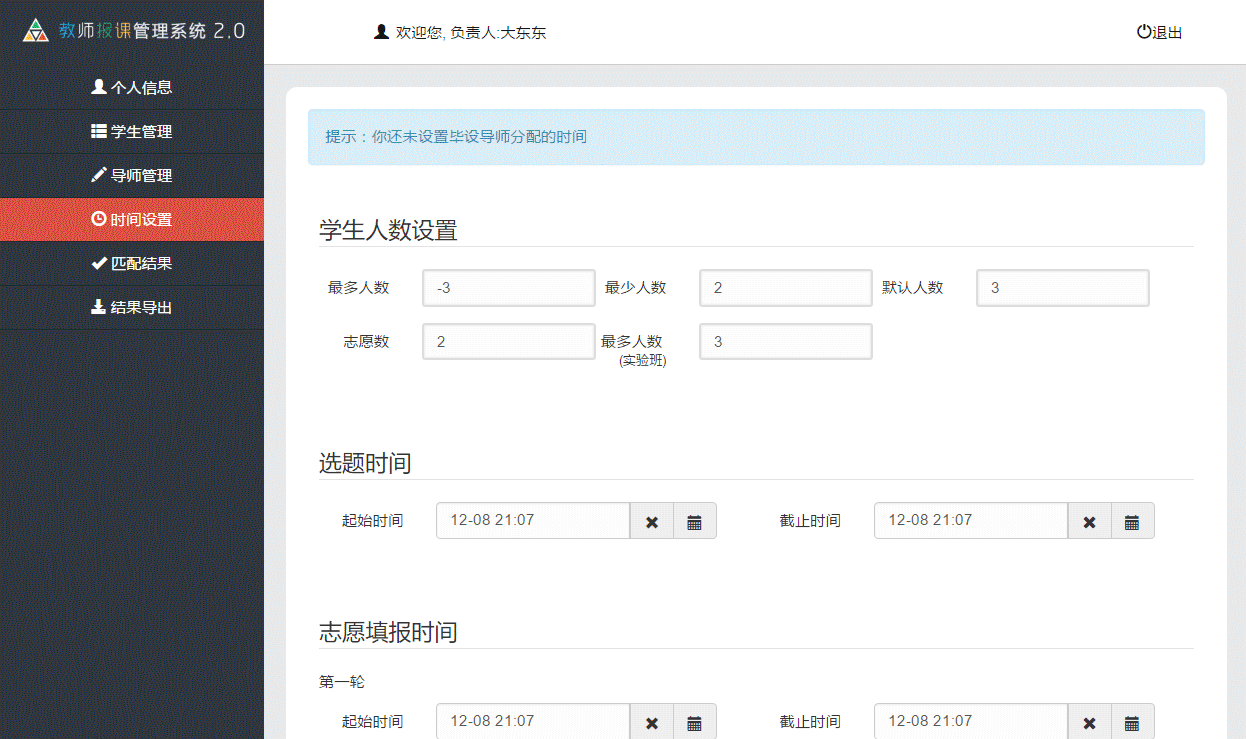 教师报课管理系统 2.0
欢迎您, 负责人:大东东
退出
个人信息
学生管理
导师管理
时间设置
匹配结果
结果导出
提示：你还未设置毕设导师分配的时间
学生人数设置
最多人数 -3 最少人数 2 默认人数 3
志愿数 2 最多人数 3
(实验班)
选题时间
起始时间 12-08 21:07 截止时间 12-08 21:07
志愿填报时间
第一轮
起始时间 12-08 21:07 截止时间 12-08 21:07